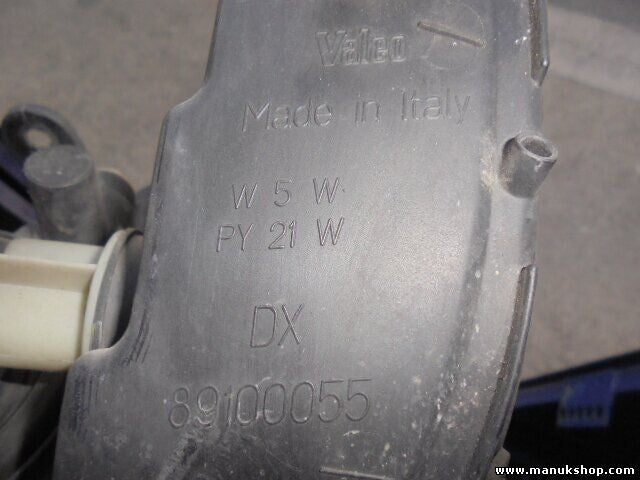 Valeo
Made in Italy
W 5 W
PY 21 W
DX
89100055
www.manukshop.com